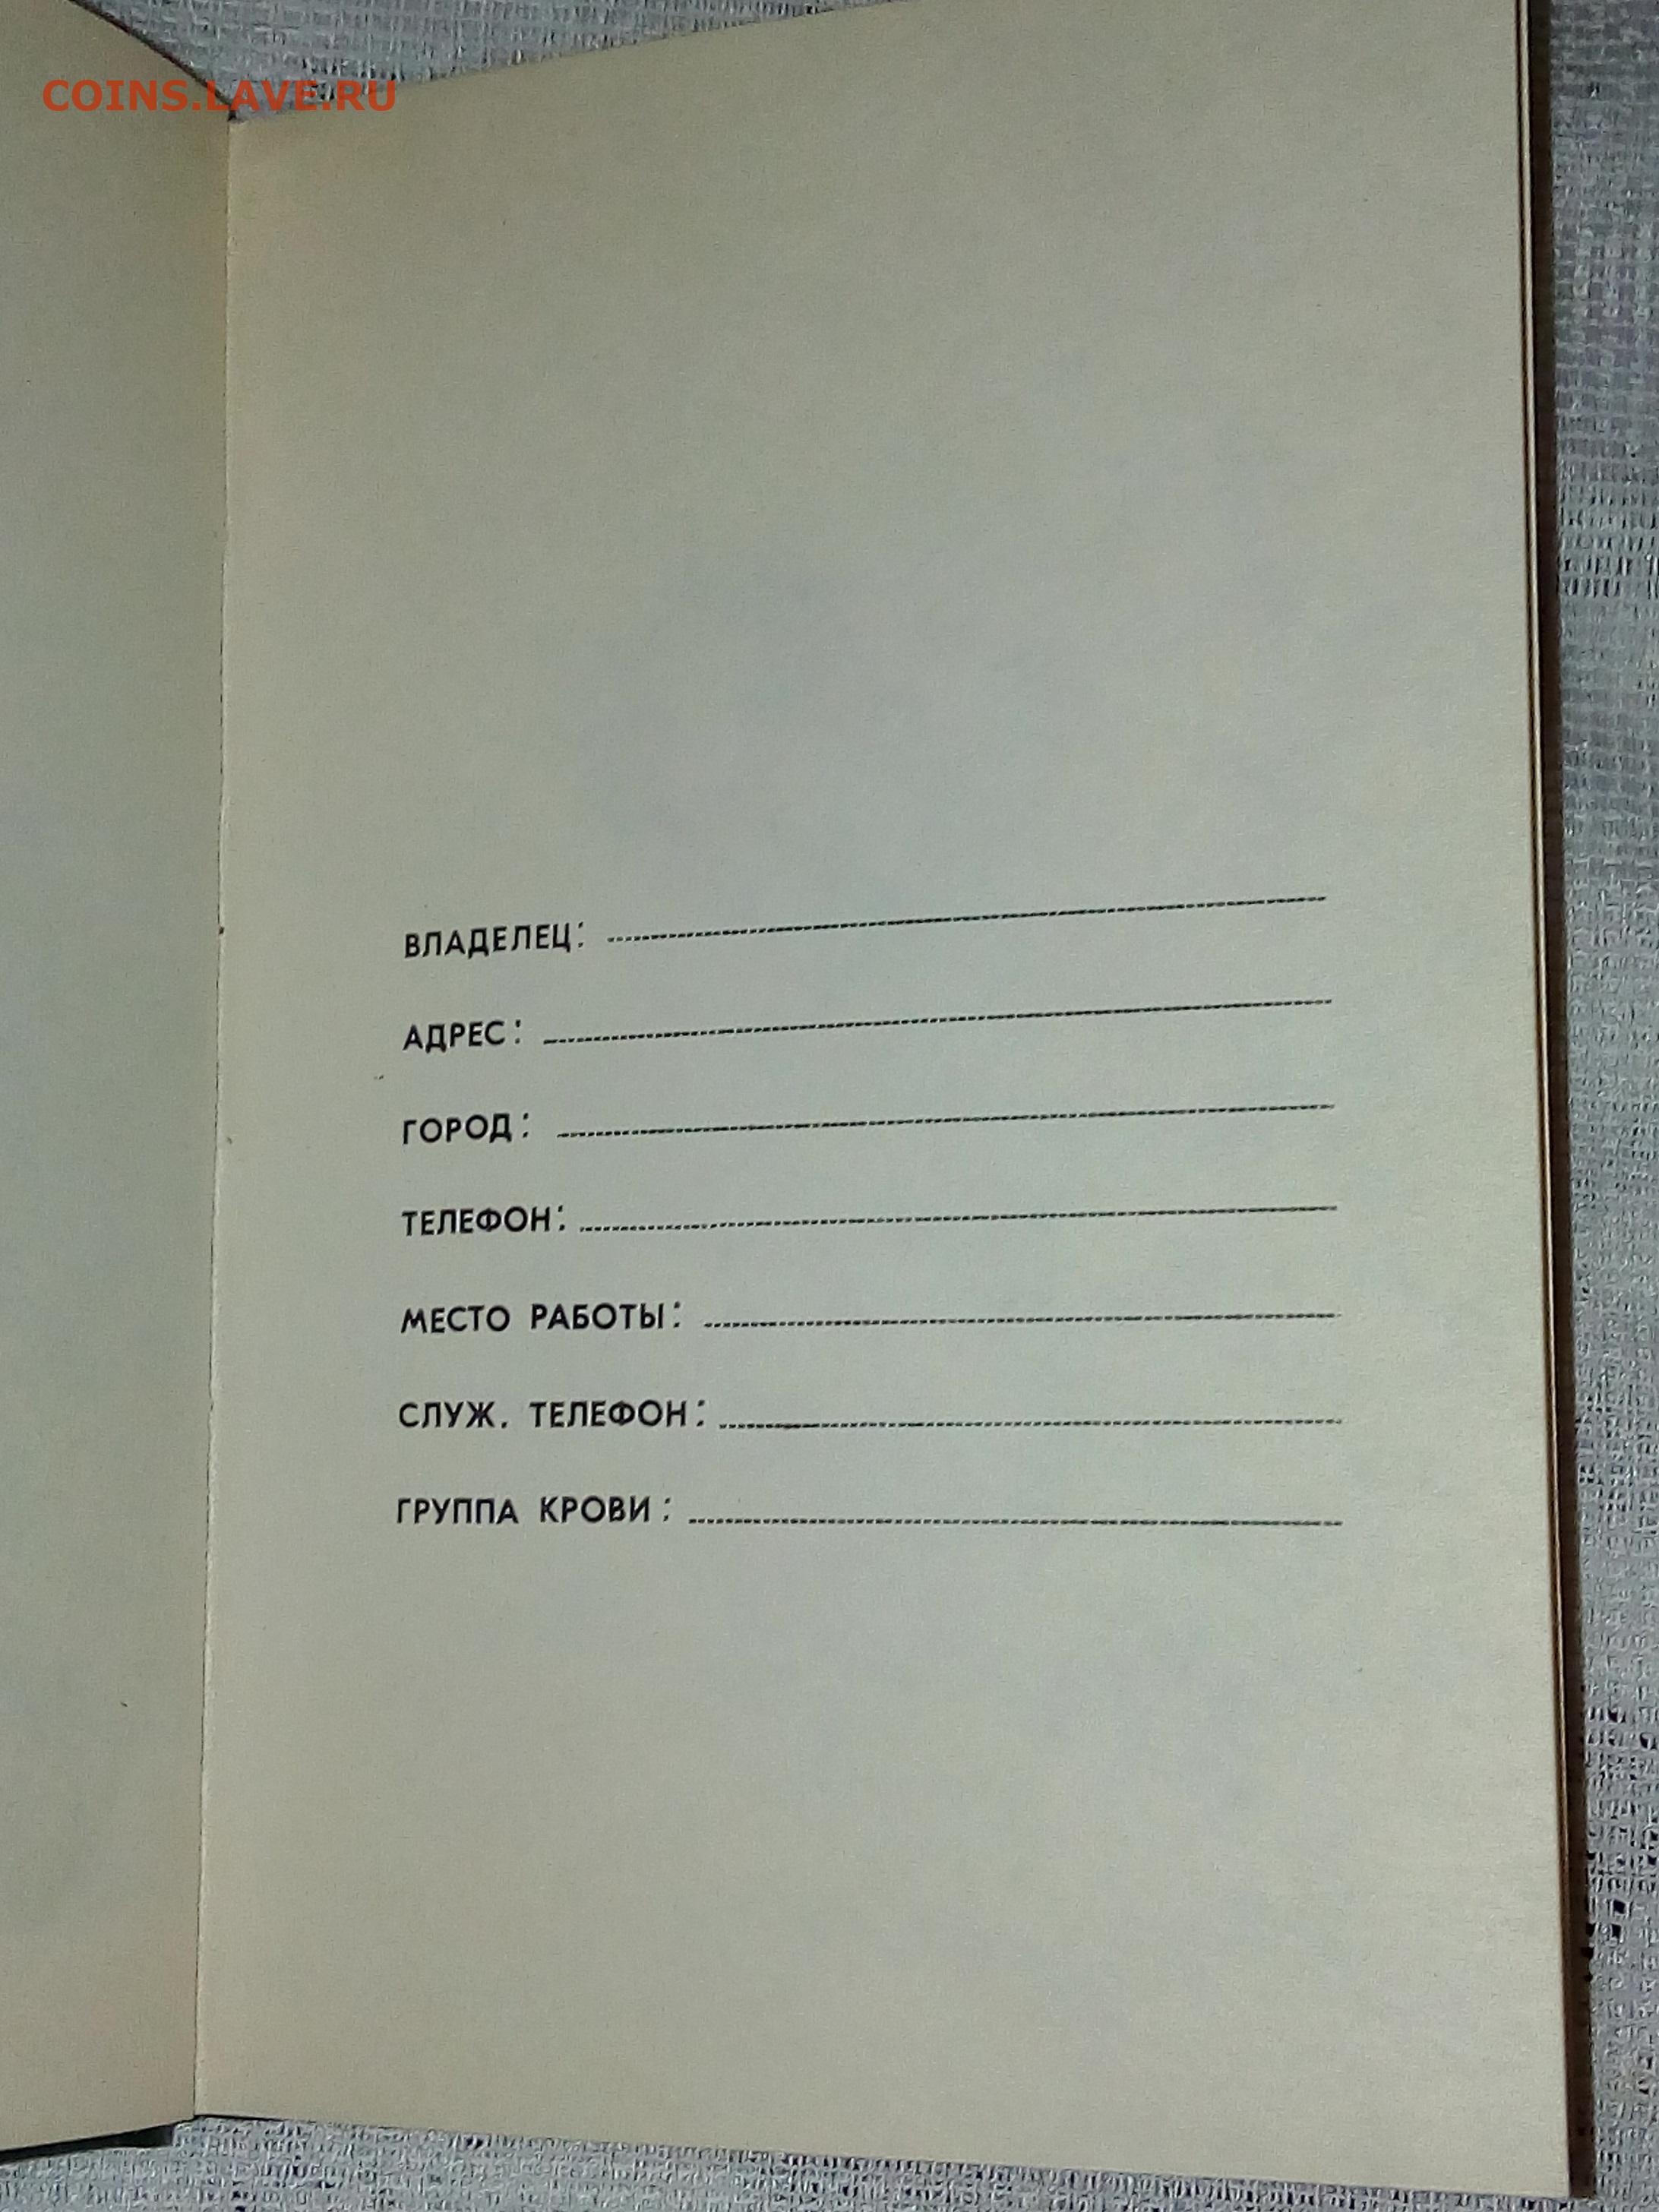 COINS.LAVE.RU
ВЛАДЕЛЕЦ:
АДРЕС:
ГОРОД:
ТЕЛЕФОН:
МЕСТО РАБОТЫ:
СЛУЖ. ТЕЛЕФОН:
ГРУППА КРОВИ: